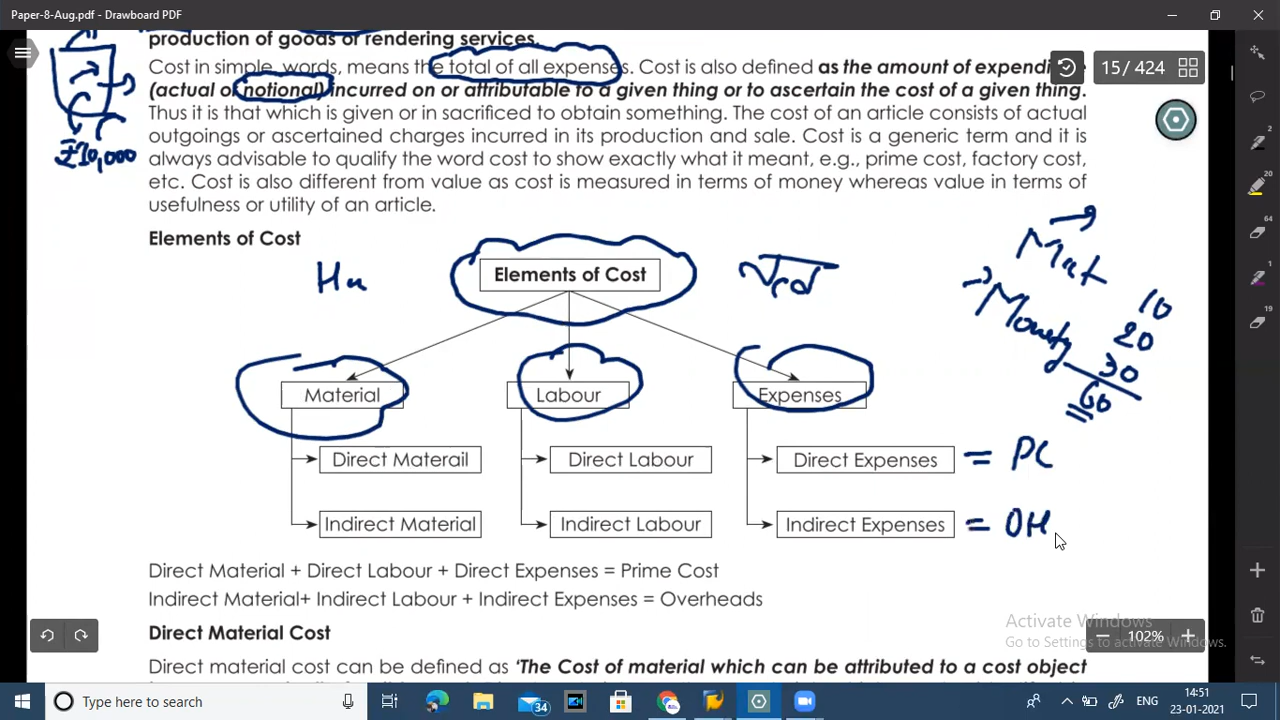 Paper-8-Aug.pdf - Drawboard PDF
production of goods or rendering services.
Cost in simple, words, means the total of all expenses. Cost is also defined as the amount of expendi
(actual or notional) incurred on or attributable to a given thing or to ascertain the cost of a given thing.
Thus it is that which is given or in sacrificed to obtain something. The cost of an article consists of actual
outgoings or ascertained charges incurred in its production and sale. Cost is a generic term and it is
always advisable to qualify the word cost to show exactly what it meant, e.g., prime cost, factory cost,
etc. Cost is also different from value as cost is measured in terms of money whereas value in terms of
usefulness or utility of an article.
15 / 424
₹10,000
20
64
9
19
Elements of Cost
Elements of Cost
Mat
Money
10
20
30
60
Material
Labour
Expenses
Direct Materail
Direct Labour
Direct Expenses
= PC
Indirect Material
Indirect Labour
Indirect Expenses
= OH
Direct Material + Direct Labour + Direct Expenses = Prime Cost
Indirect Material+ Indirect Labour + Indirect Expenses = Overheads
Direct Material Cost
Direct material cost can be defined as 'The Cost of material which can be attributed to a cost object
Activate Windows
Go to Settings to activate Windows.
102%
Type here to search
34
ENG
14:51
23-01-2021